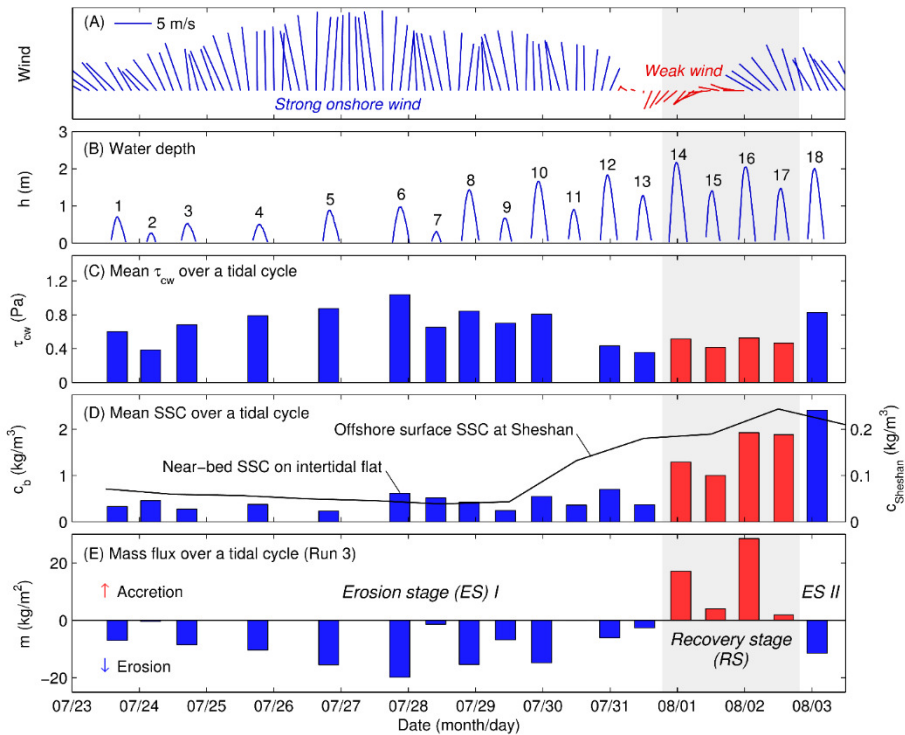 (A) 5 m/s
Wind
Strong onshore wind
Weak wind
3
2
1
0
h (m)
(B) Water depth
1 2 3 4 5 6 7 8 9 10 11 12 13 14 15 16 17 18
1.2
0.8
0.4
0
τcw (Pa)
(C) Mean τcw over a tidal cycle
2
1
0
cb (kg/m³)
(D) Mean SSC over a tidal cycle
Offshore surface SSC at Sheshan
Near−bed SSC on intertidal flat
0.2
0.1
0
cSheshan
20
0
−20
m (kg/m²)
(E) Mass flux over a tidal cycle (Run 3)
↑ Accretion
Erosion stage (ES) I
ES II
Recovery stage
(RS)
↓ Erosion
07/23 07/24 07/25 07/26 07/27 07/28 07/29 07/30 07/31 08/01 08/02 08/03
Date (month/day)